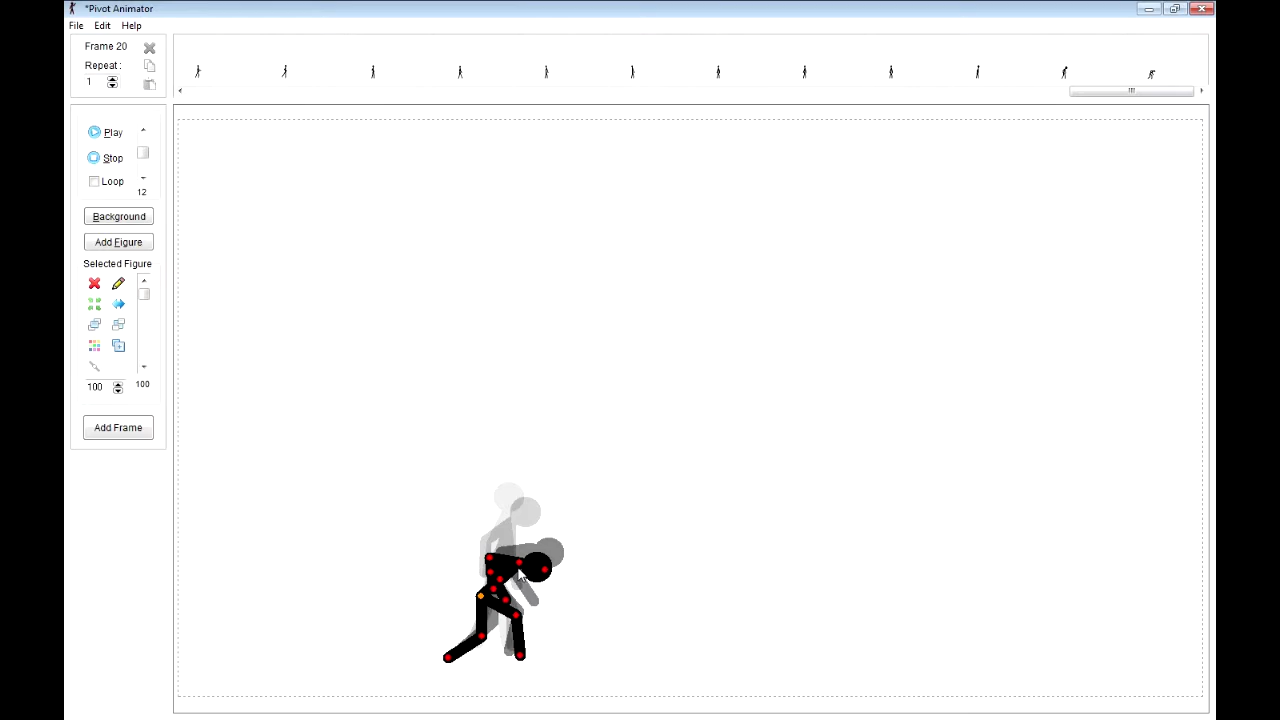 *Pivot Animator
File Edit Help
Frame 20
Repeat :
1
Play
Stop
Loop
12
Background
Add Figure
Selected Figure
100
100
Add Frame